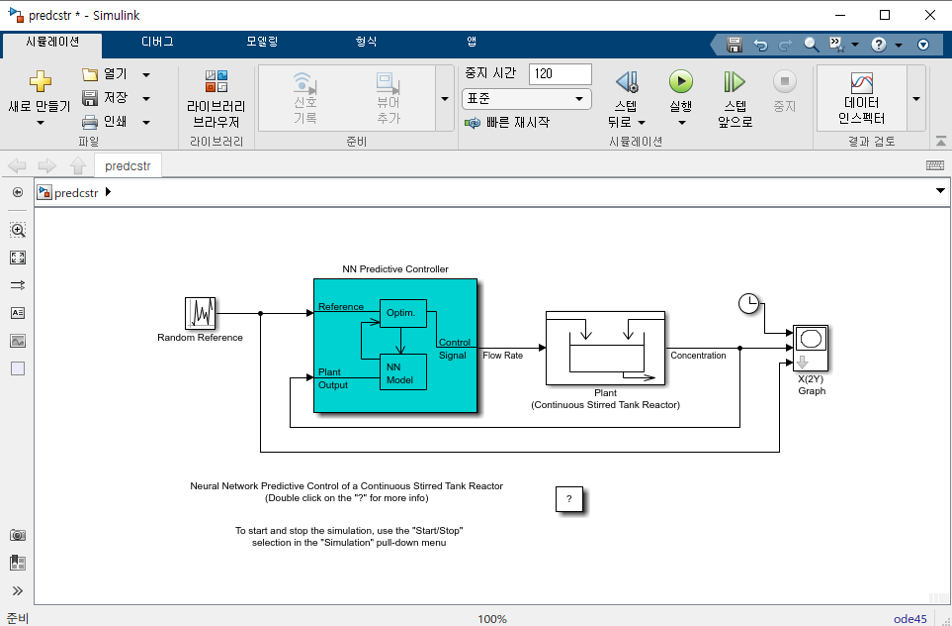 predcstr * - Simulink
시뮬레이션
디버그
모델링
형식
앱
새로 만들기
열기
저장
인쇄
파일
라이브러리
브라우저
라이브러리
신호
기록
뷰어
추가
준비
중지 시간
120
표준
빠른 재시작
스텝
뒤로
실행
스텝
앞으로
중지
시뮬레이션
데이터
인스펙터
결과 검토
predcstr
predcstr
NN Predictive Controller
Random Reference
Reference
Optim.
Control
Signal
Plant
Output
NN
Model
Flow Rate
Concentration
Plant
(Continuous Stirred Tank Reactor)
X(2Y)
Graph
Neural Network Predictive Control of a Continuous Stirred Tank Reactor
(Double click on the "?" for more info)
?
To start and stop the simulation, use the "Start/Stop"
selection in the "Simulation" pull-down menu
준비
100%
ode45